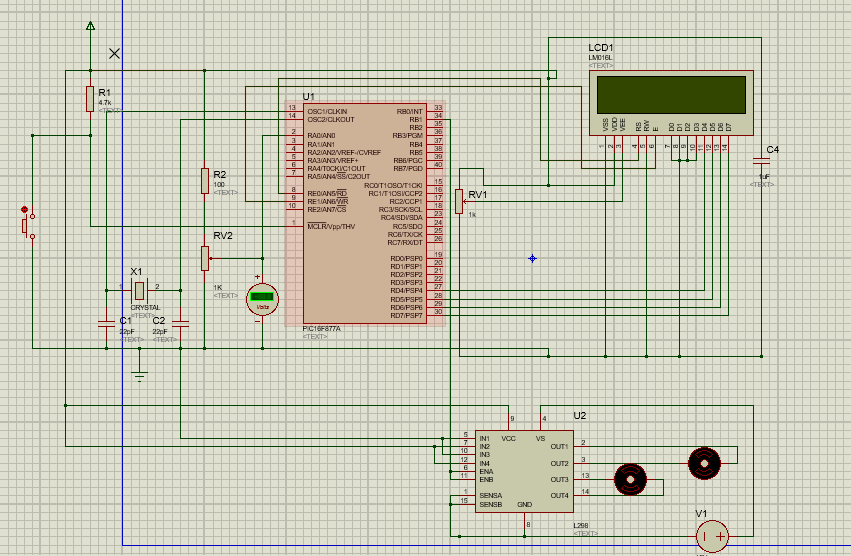 LCD1
LM016L
<TEXT>
VSS
VDD
VEE
RS
RW
E
D0
D1
D2
D3
D4
D5
D6
D7
1
2
3
4
5
6
7
8
9
10
11
12
13
14
C4
1uF
<TEXT>
R1
4.7k
<TEXT>
R2
100
<TEXT>
RV2
1K
<TEXT>
+
Volts
X1
1
2
CRYSTAL
<TEXT>
C1
22pF
<TEXT>
C2
22pF
<TEXT>
U1
13 OSC1/CLKIN
14 OSC2/CLKOUT
2 RA0/AN0
3 RA1/AN1
4 RA2/AN2/VREF-/CVREF
5 RA3/AN3/VREF+
6 RA4/T0CKI/C1OUT
7 RA5/AN4/SS/C2OUT
8 RE0/AN5/RD
9 RE1/AN6/WR
10 RE2/AN7/CS
1 MCLR/Vpp/THV
RB0/INT 33
RB1 34
RB2 35
RB3/PGM 36
RB4 37
RB5 38
RB6/PGC 39
RB7/PGD 40
RC0/T1OSO/T1CKI 15
RC1/T1OSI/CCP2 16
RC2/CCP1 17
RC3/SCK/SCL 18
RC4/SDI/SDA 23
RC5/SDO 24
RC6/TX/CK 25
RC7/RX/DT 26
RD0/PSP0 19
RD1/PSP1 20
RD2/PSP2 21
RD3/PSP3 22
RD4/PSP4 27
RD5/PSP5 28
RD6/PSP6 29
RD7/PSP7 30
PIC16F877A
<TEXT>
RV1
1k
U2
9
4
VCC
VS
5 IN1
7 IN2
10 IN3
12 IN4
6 ENA
11 ENB
1 SENSA
15 SENSB
OUT1 2
OUT2 3
OUT3 13
OUT4 14
GND
8
L298
<TEXT>
V1
+